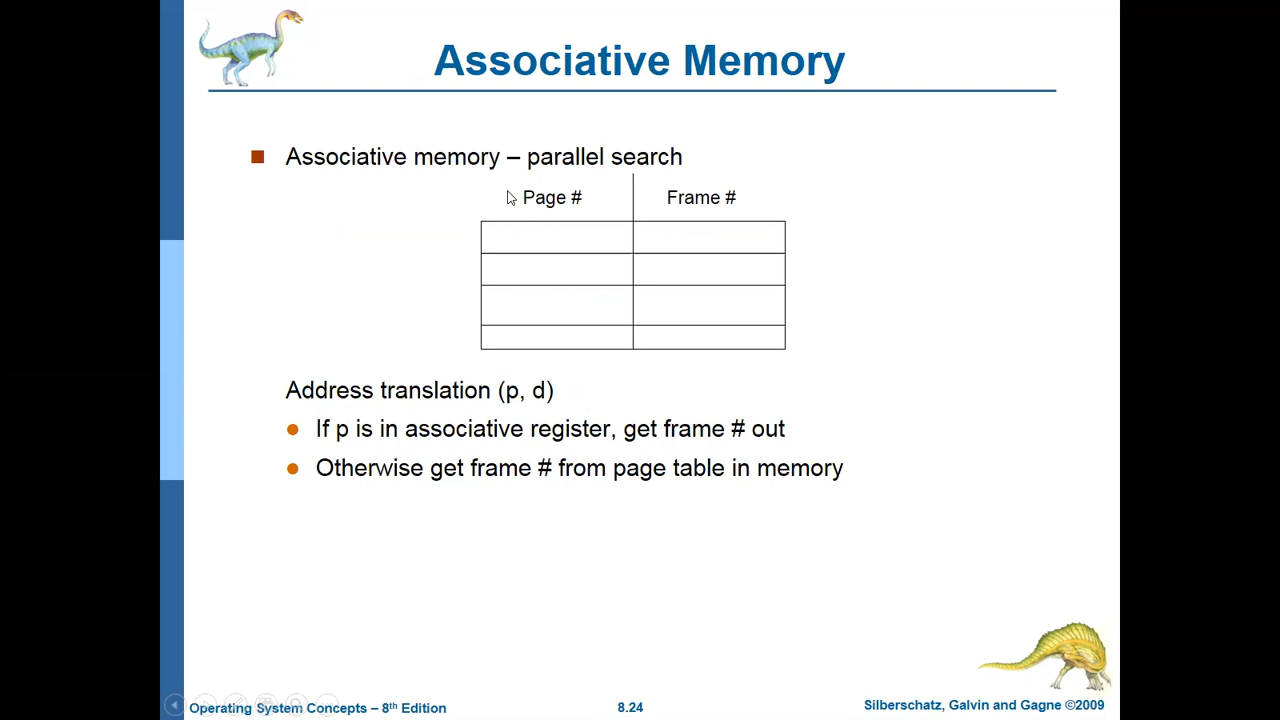 Associative Memory
Associative memory – parallel search
Page # Frame #
Address translation (p, d)
If p is in associative register, get frame # out
Otherwise get frame # from page table in memory
Operating System Concepts – 8th Edition 8.24 Silberschatz, Galvin and Gagne ©2009